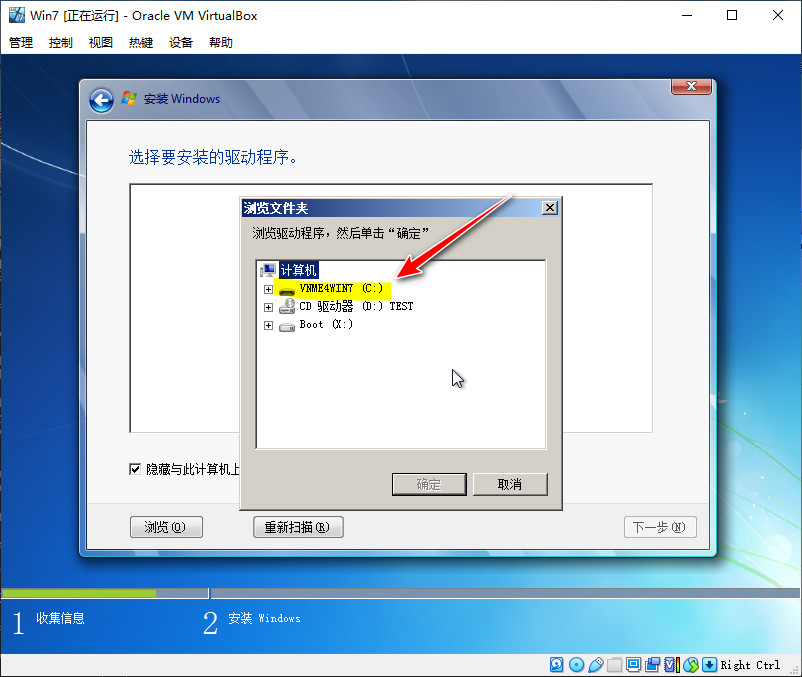 Win7 [正在运行] - Oracle VM VirtualBox
管理 控制 视图 热键 设备 帮助
安装 Windows
选择要安装的驱动程序。
浏览文件夹
浏览驱动程序，然后单击“确定”
计算机
VNME4WIN7 (C:)
CD 驱动器 (D:) TEST
Boot (X:)
确定 取消
隐藏与此计算机上
浏览(O) 重新扫描(R) 下一步(N)
1 收集信息 2 安装 Windows
Right Ctrl